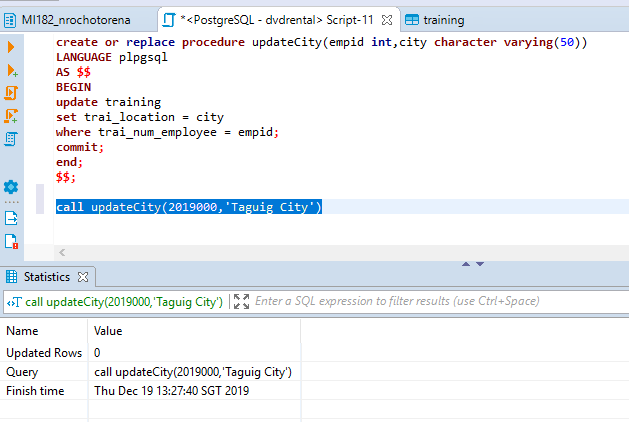 MI182_nrochotorena
*<PostgreSQL - dvdrental> Script-11
training
create or replace procedure updateCity(empid int,city character varying(50))
LANGUAGE plpgsql
AS $$
BEGIN
update training
set trai_location = city
where trai_num_employee = empid;
commit;
end;
$$;
call updateCity(2019000,'Taguig City')
Statistics
call updateCity(2019000,'Taguig City')
Enter a SQL expression to filter results (use Ctrl+Space)
Name Value
Updated Rows 0
Query call updateCity(2019000,'Taguig City')
Finish time Thu Dec 19 13:27:40 SGT 2019